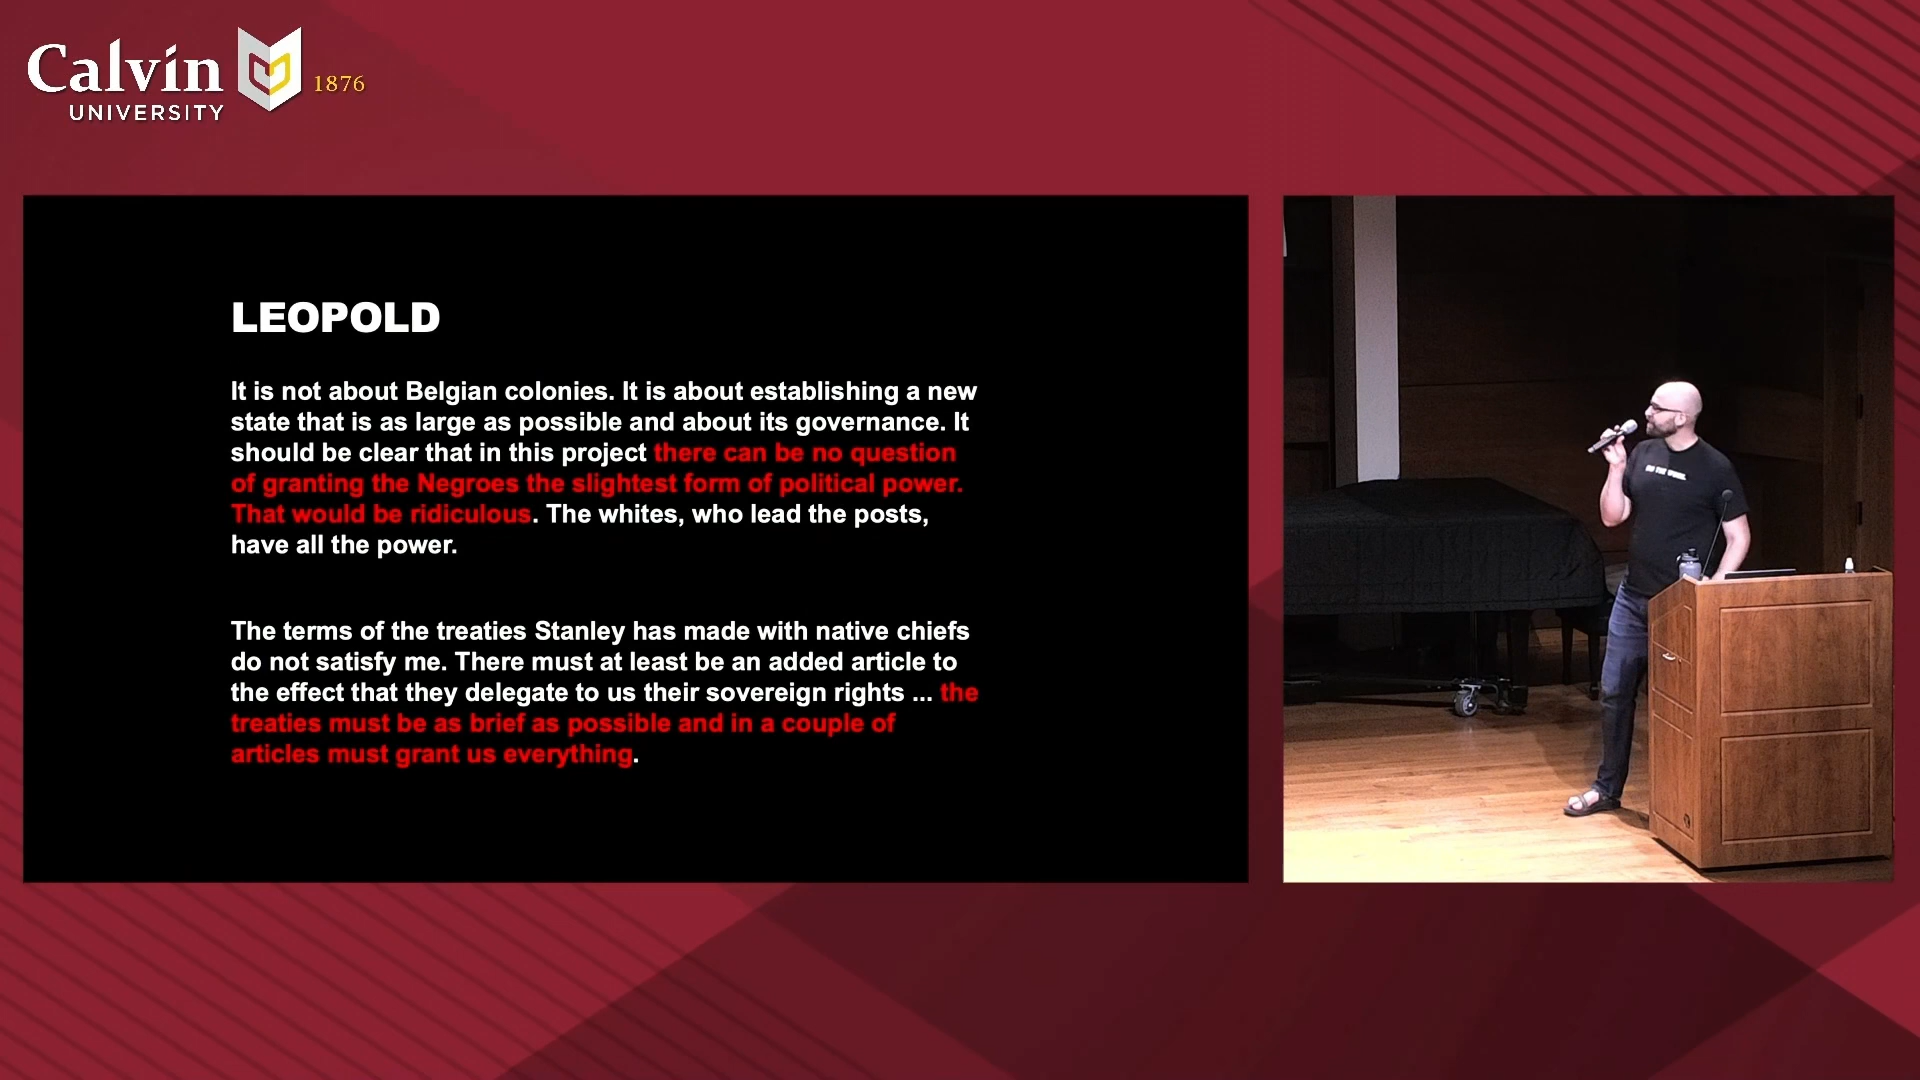 Calvin
UNIVERSITY
1876
LEOPOLD
It is not about Belgian colonies. It is about establishing a new
state that is as large as possible and about its governance. It
should be clear that in this project there can be no question
of granting the Negroes the slightest form of political power.
That would be ridiculous. The whites, who lead the posts,
have all the power.
The terms of the treaties Stanley has made with native chiefs
do not satisfy me. There must at least be an added article to
the effect that they delegate to us their sovereign rights ... the
treaties must be as brief as possible and in a couple of
articles must grant us everything.